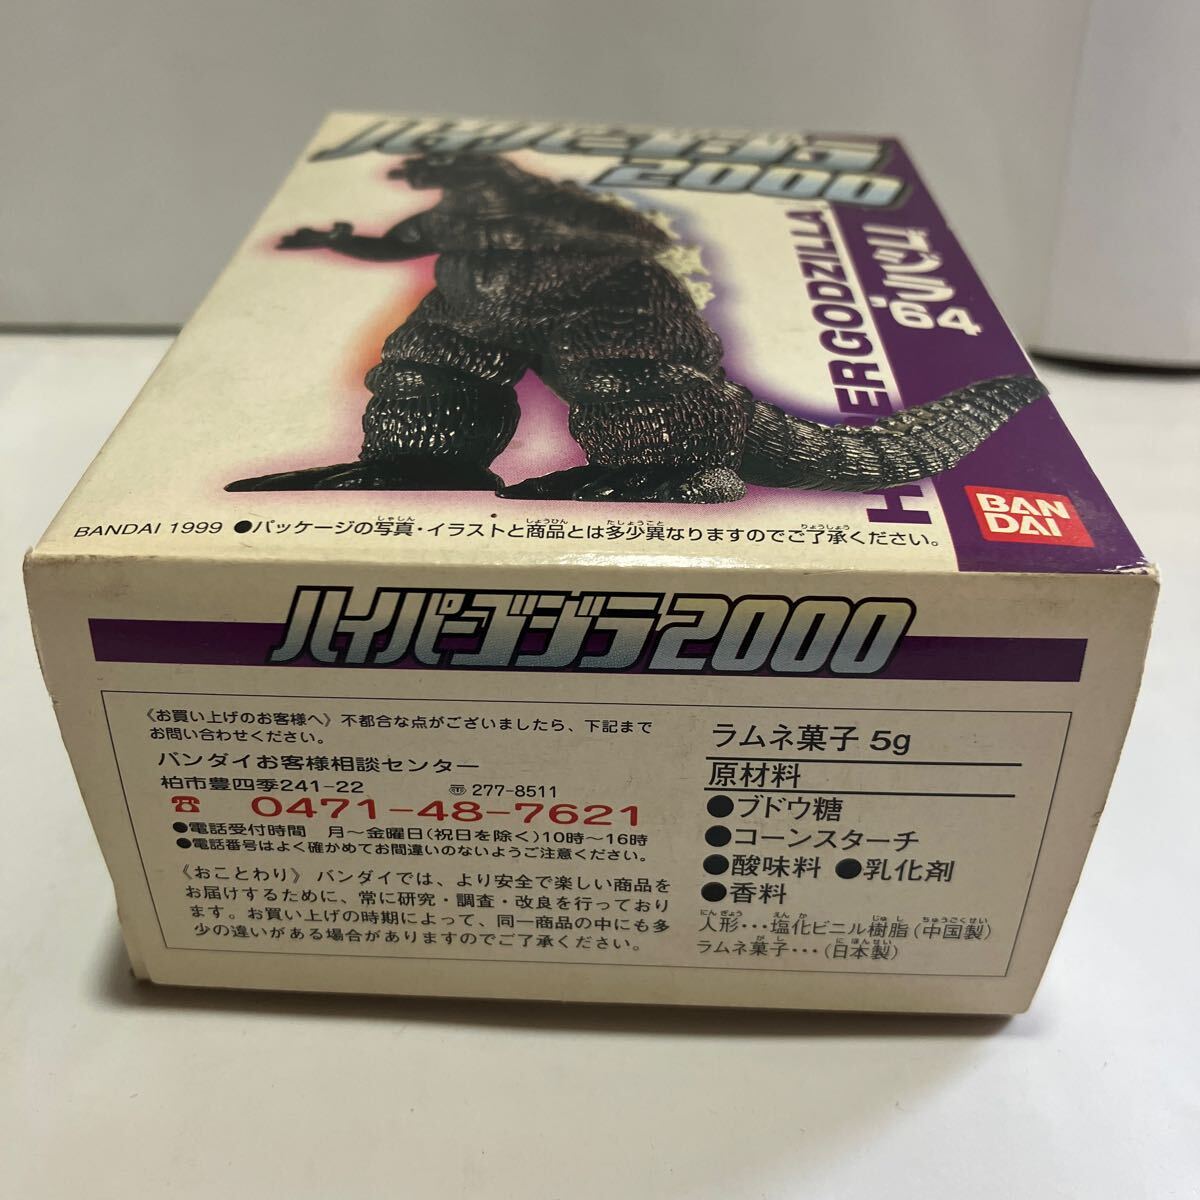 ハイパーゴジラ
2000
HYPER GODZILLA
ゴジラ
'64
BANDAI 1999 ●パッケージの写真・イラストと商品とは多少異なりますのでご了承ください。
BAN
DAI
ハイパーゴジラ2000
《お買い上げのお客様へ》不都合な点がございましたら、下記まで
お問い合わせください。
バンダイお客様相談センター
柏市豊四季241-22 〠277-8511
☎ 0471-48-7621
●電話受付時間 月〜金曜日(祝日を除く)10時〜16時
●電話番号はよく確かめてお間違いのないようご注意ください。
《おことわり》バンダイでは、より安全で楽しい商品を
お届けするために、常に研究・調査・改良を行っており
ます。お買い上げの時期によって、同一商品の中にも多
少の違いがある場合がありますのでご了承ください。
ラムネ菓子 5g
原材料
●ブドウ糖
●コーンスターチ
●酸味料 ●乳化剤
●香料
人形・・・塩化ビニル樹脂(中国製)
ラムネ菓子・・・(日本製)